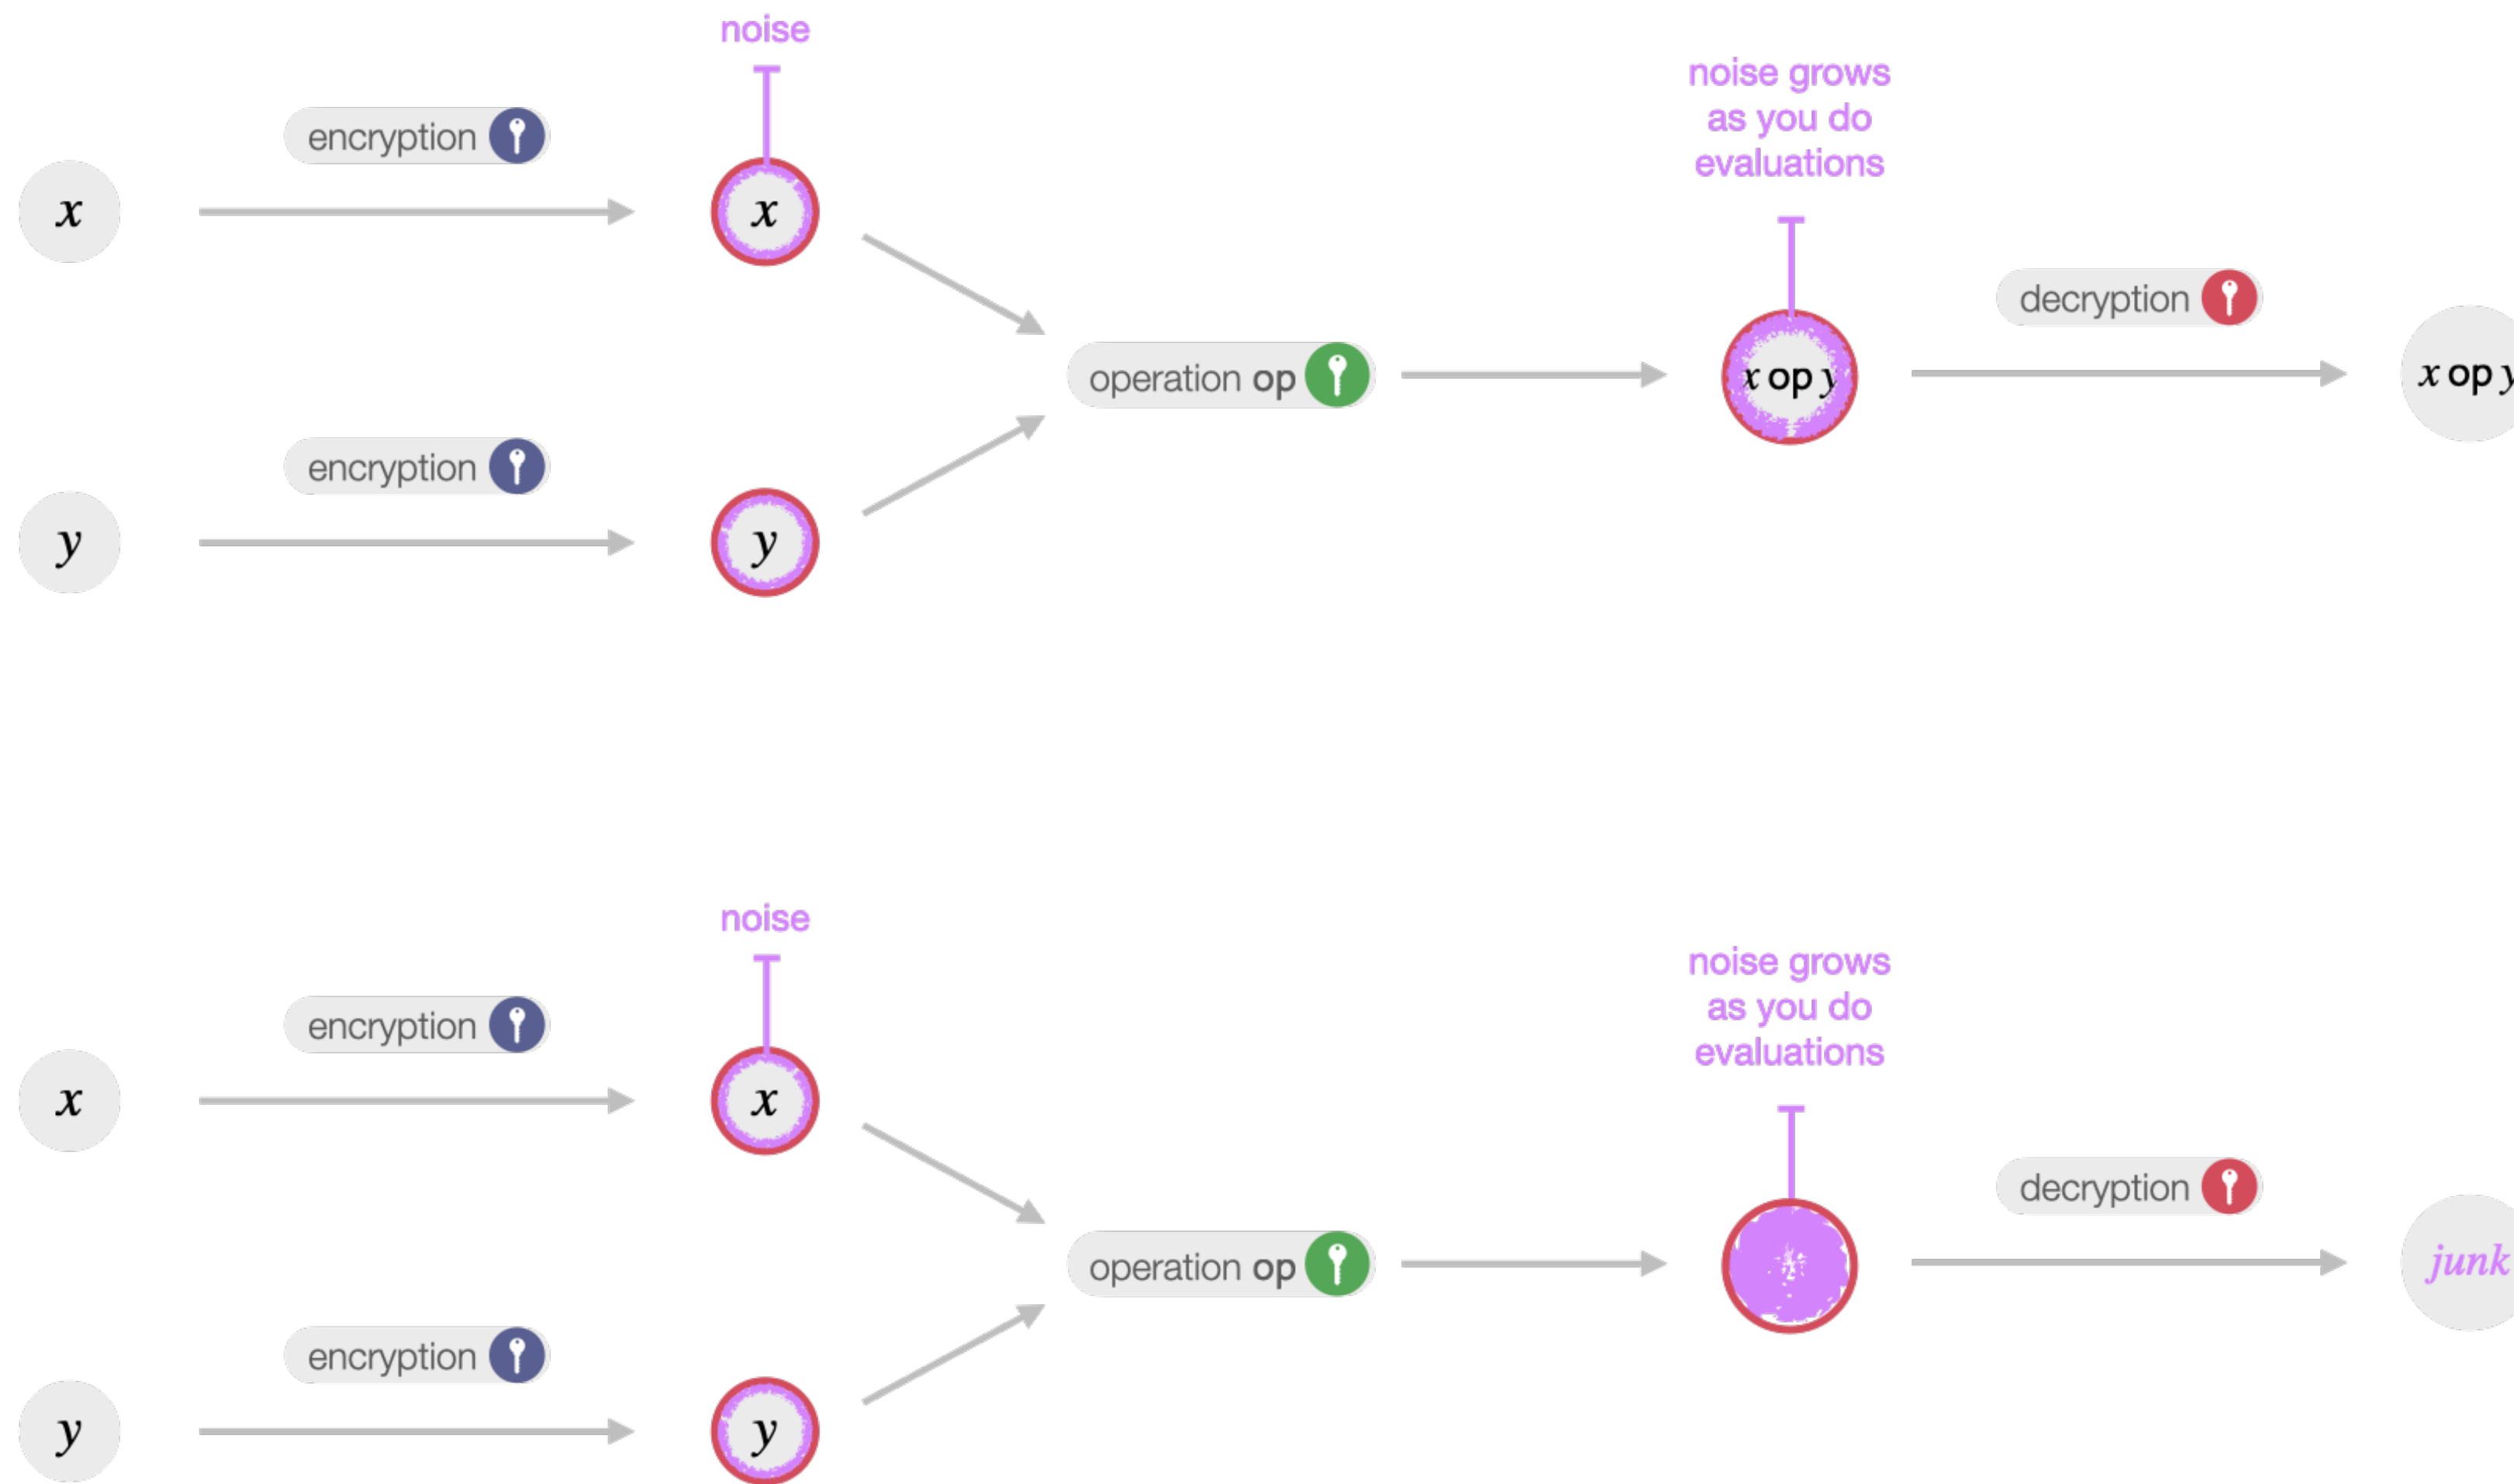 noise
noise grows
as you do
evaluations
encryption
x
x
decryption
operation op
x op y
x op y
encryption
y
y
noise
noise grows
as you do
evaluations
encryption
x
x
decryption
operation op
junk
encryption
y
y